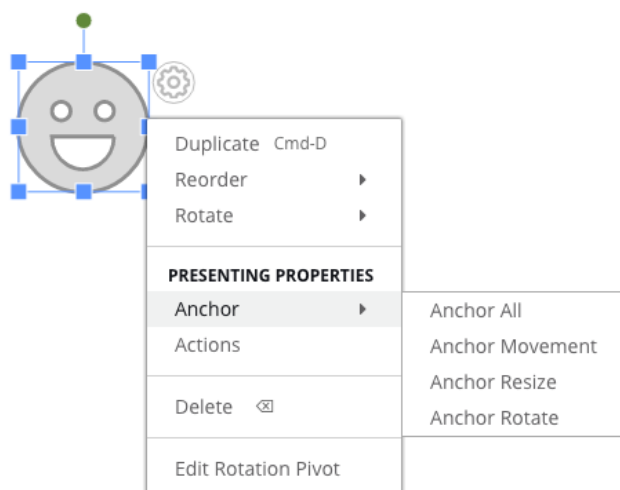 Duplicate Cmd-D
Reorder
Rotate
PRESENTING PROPERTIES
Anchor
Actions
Delete
Edit Rotation Pivot
Anchor All
Anchor Movement
Anchor Resize
Anchor Rotate